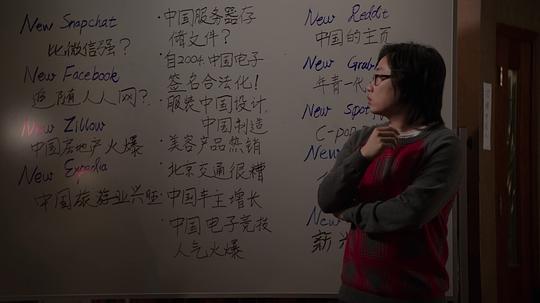 New Snapchat
比微信强?
New Facebook
追随人人网?
New Zillow
中国房地产火爆
New Expedia
中国旅游业兴旺
·中国服务器存
储文件?
·自2004,中国电子
签名合法化!
·服装中国设计,
中国制造
·美容产品热销
·北京交通很糟
中国车主增长
·中国电子竞技
人气火爆
New Reddit
中国的主页
New
年青一代
New
C-pop
New
New
新